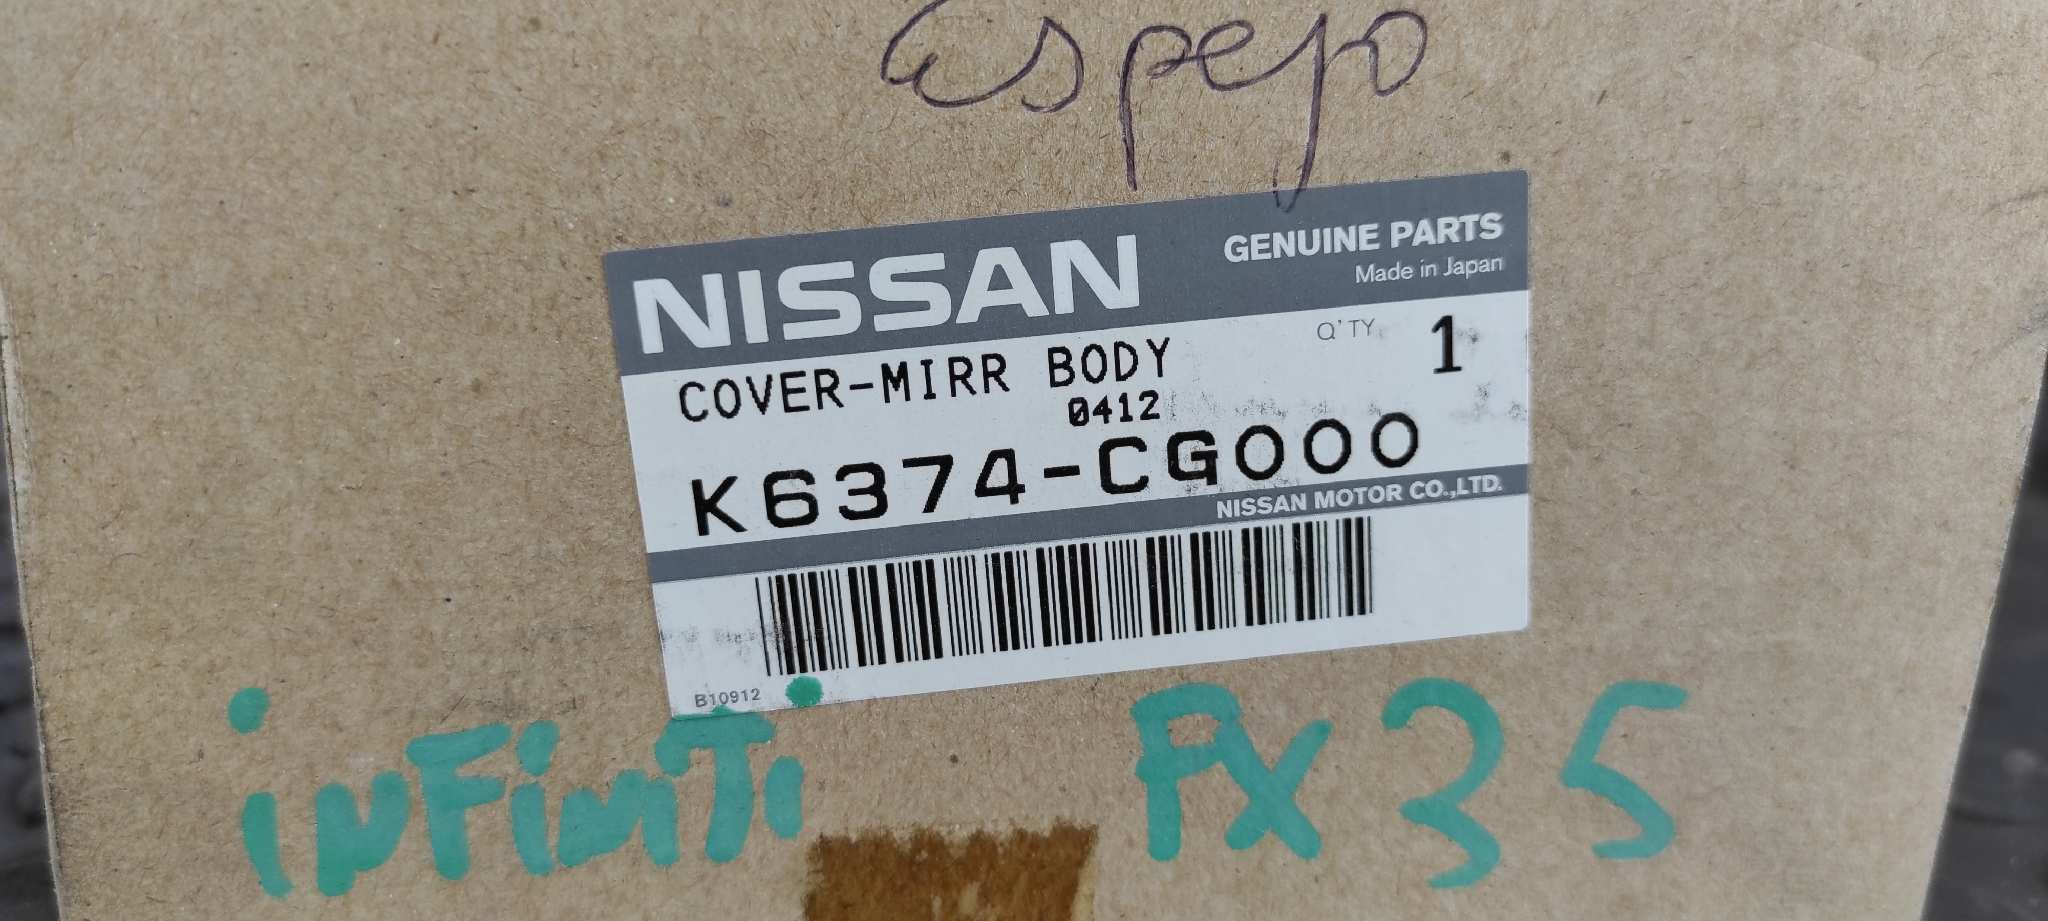 Espejo
NISSAN
GENUINE PARTS
Made in Japan
COVER-MIRR BODY
Q'TY 1
0412
K6374-CG000
NISSAN MOTOR CO.,LTD.
B10912
iNFiNiTi FX35